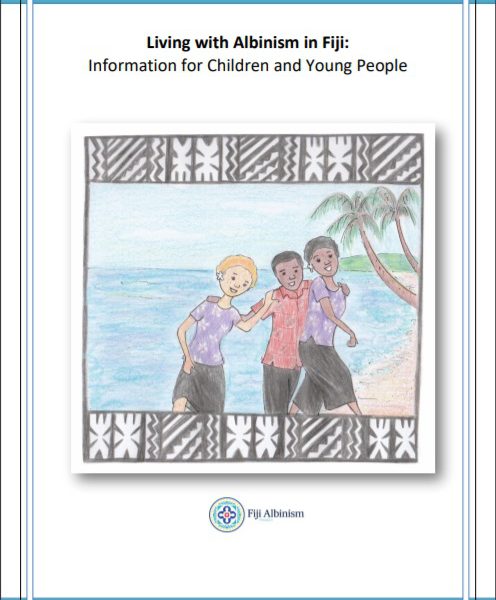 Living with Albinism in Fiji:
Information for Children and Young People
Fiji Albinism